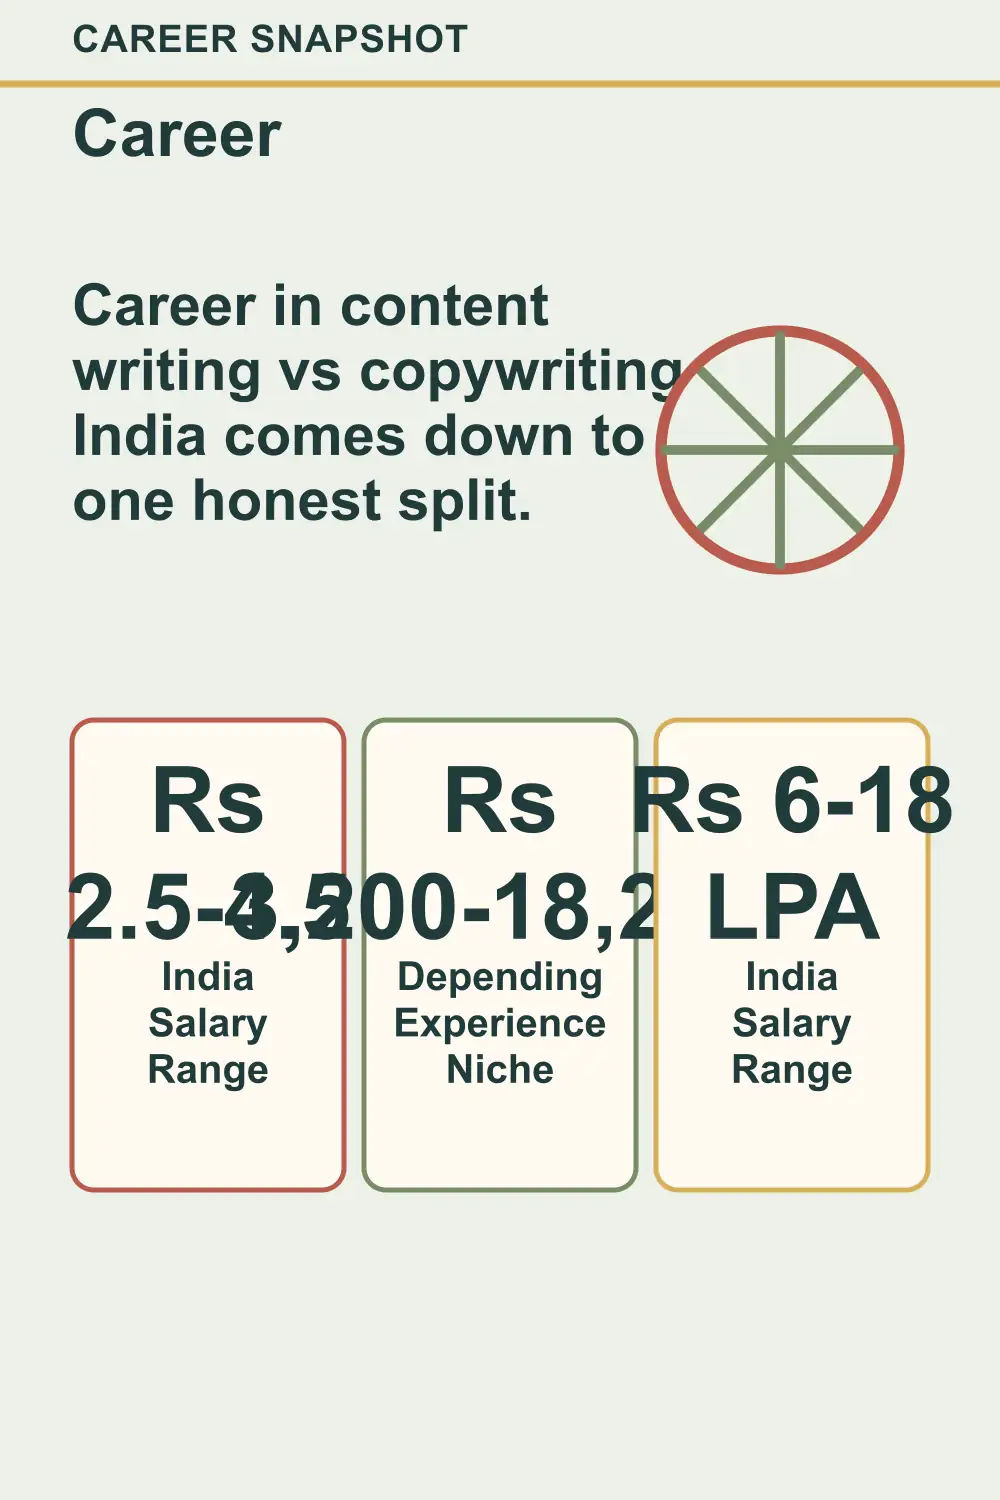 CAREER SNAPSHOT
Career
Career in content
writing vs copywriting
India comes down to
one honest split.
Rs
India
Salary
Range
Rs
Depending
Experience
Niche
Rs 6-18
LPA
India
Salary
Range